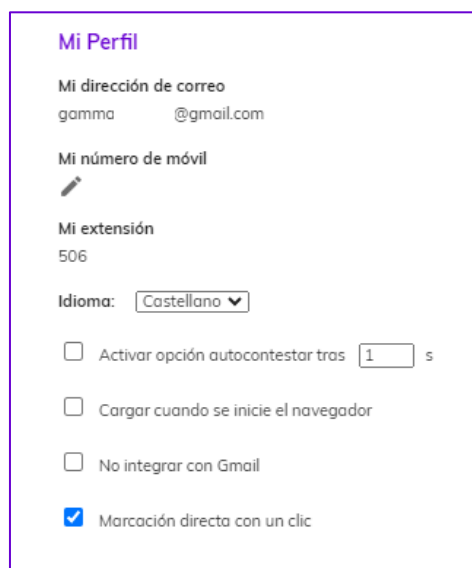 Mi Perfil
Mi dirección de correo
gamma @gmail.com
Mi número de móvil
Mi extensión
506
Idioma: Castellano
Activar opción autocontestar tras 1 s
Cargar cuando se inicie el navegador
No integrar con Gmail
Marcación directa con un clic